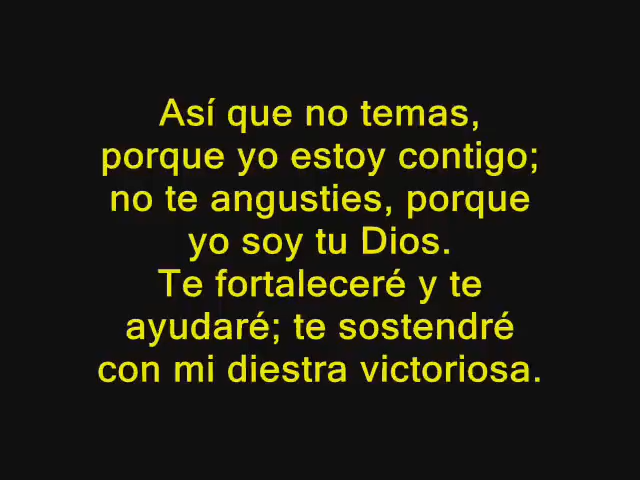 Así que no temas,
porque yo estoy contigo;
no te angusties, porque
yo soy tu Dios.
Te fortaleceré y te
ayudaré; te sostendré
con mi diestra victoriosa.